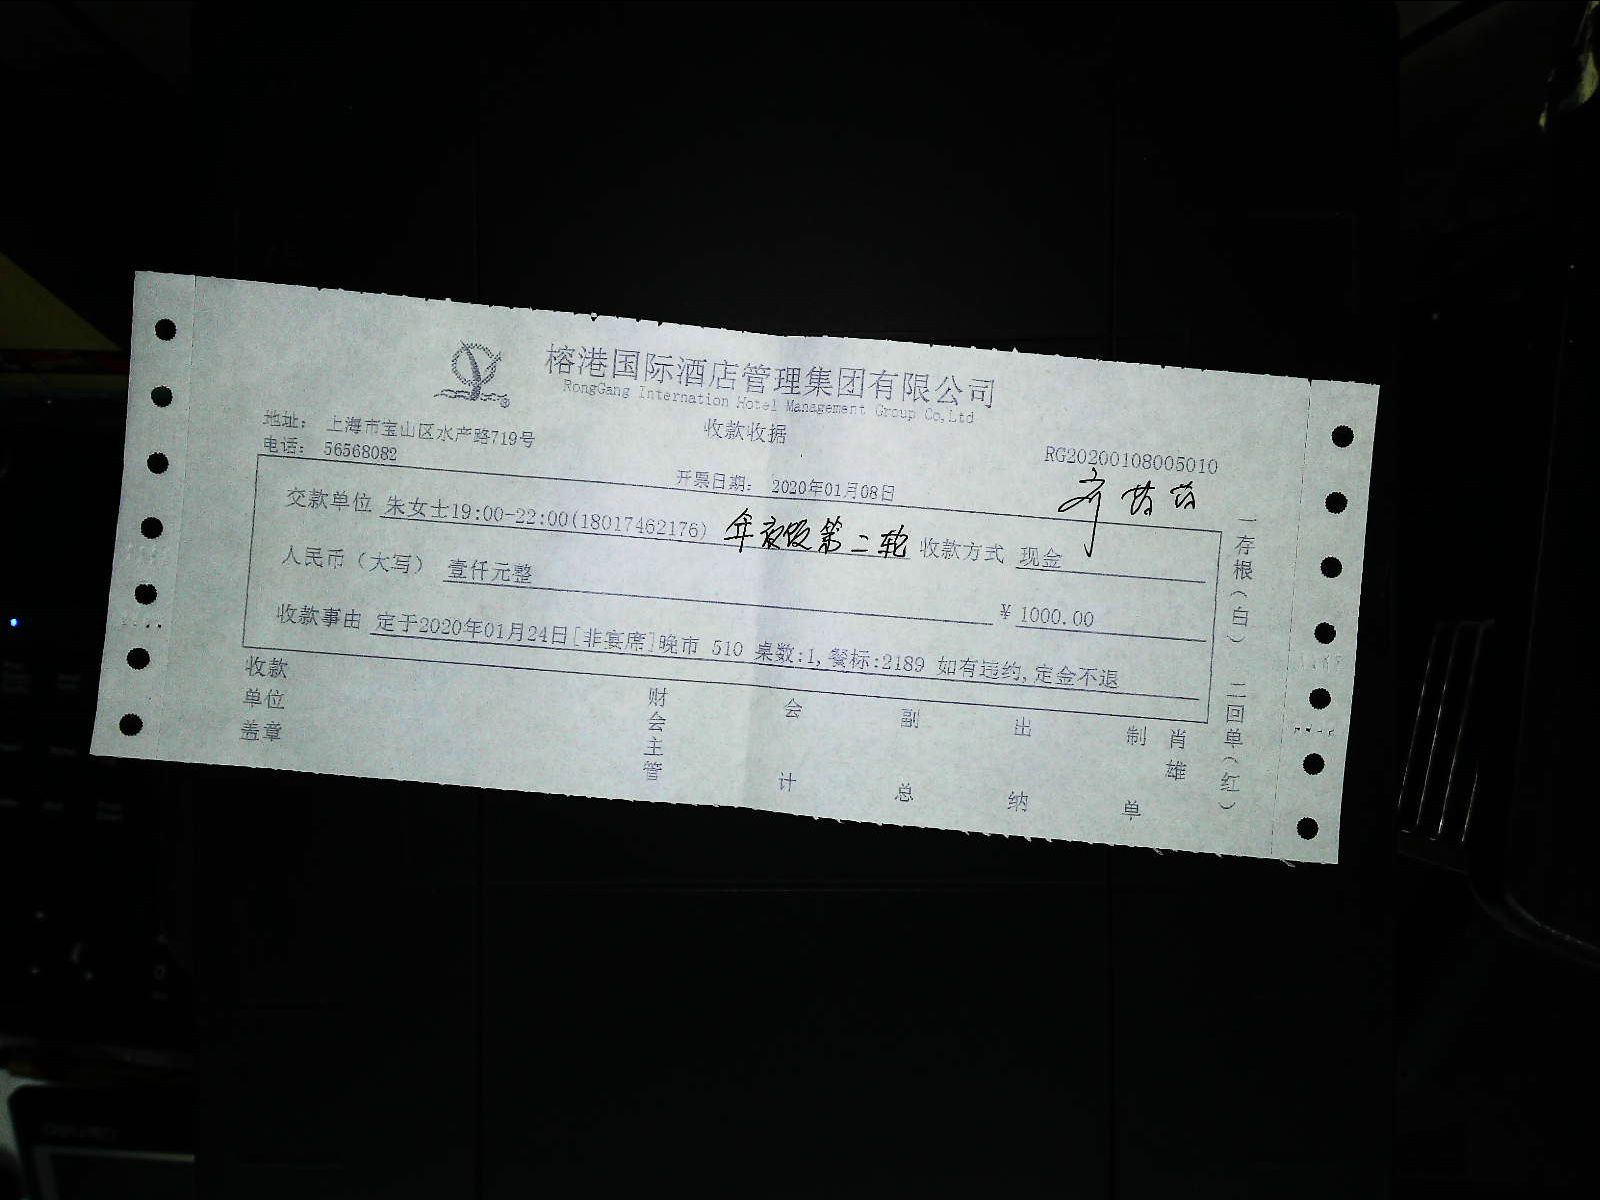 榕港国际酒店管理集团有限公司
RongGang Internation Hotel Management Group Co,Ltd
收款收据
地址： 上海市宝山区水产路719号
电话： 56568082
RG20200108005010
开票日期： 2020年01月08日
交款单位 朱女士19:00-22:00(18017462176) 年夜饭第二轮 收款方式 现金
人民币（大写） 壹仟元整 ￥1000.00
收款事由 定于2020年01月24日[非宴席]晚市 510 桌数:1,餐标:2189 如有违约,定金不退
收款单位盖章 财会主管 会计 副总 出纳 制单 肖雄
一存根（白） 二回单（红）